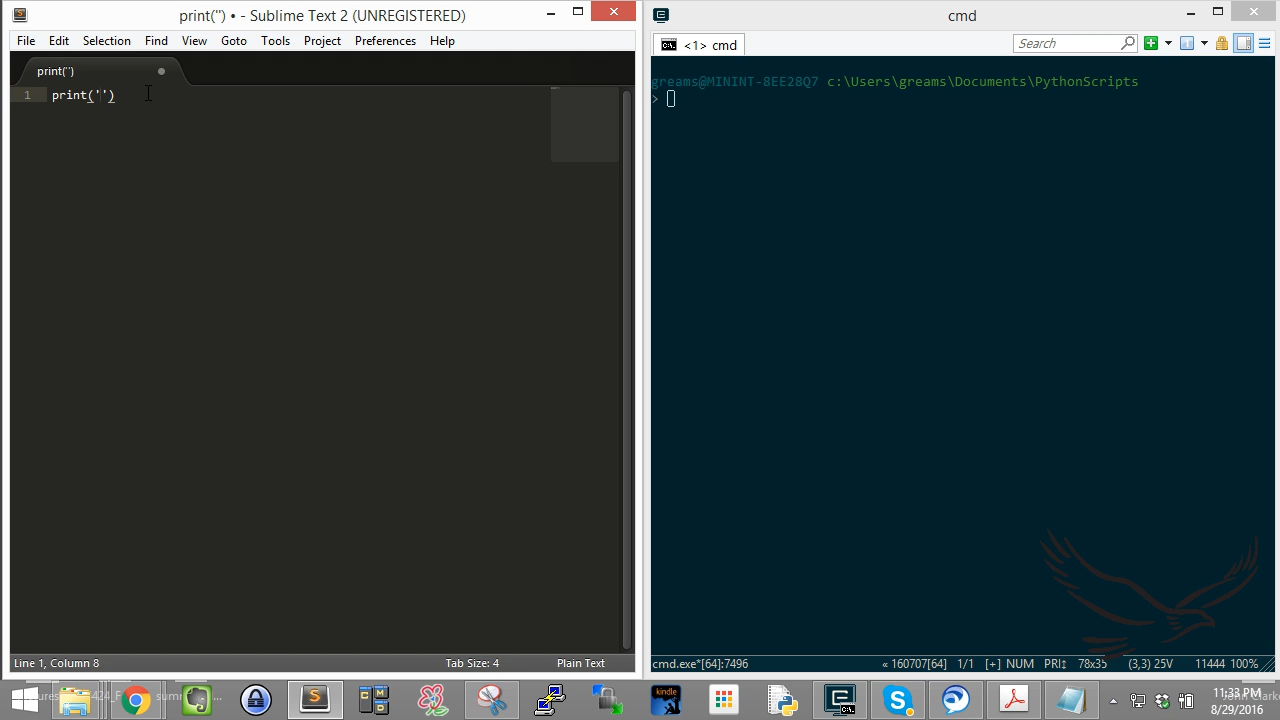 print('') • - Sublime Text 2 (UNREGISTERED)
File Edit Selection Find View Goto Tools Project Preferences Help
print('')
1 print('')
Line 1, Column 8 Tab Size: 4 Plain Text
cmd
<1> cmd
Search
greams@MININT-8EE28Q7 c:\Users\greams\Documents\PythonScripts
>
cmd.exe*[64]:7496 « 160707[64] 1/1 [+] NUM PRI↕ 78x35 (3,3) 25V 11444 100%
kindle
11:33 PM
8/29/2016